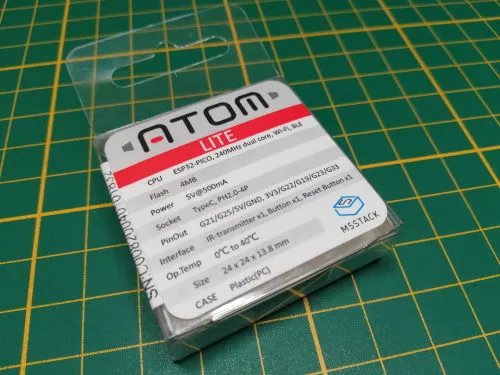 ATOM
LITE
CPU ESP32-PICO, 240MHz dual core, Wi-Fi, BLE
Flash 4MB
Power 5V@500mA
Socket TypeC, PH2.0-4P
PinOut G21/G25/5V/GND, 3V3/G22/G19/G23/G33
Interface IR-transmitter x1, Button x1, Reset Button x1
Op.Temp 0℃ to 40℃
Size 24 x 24 x 13.8 mm
CASE Plastic(PC)
M5STACK